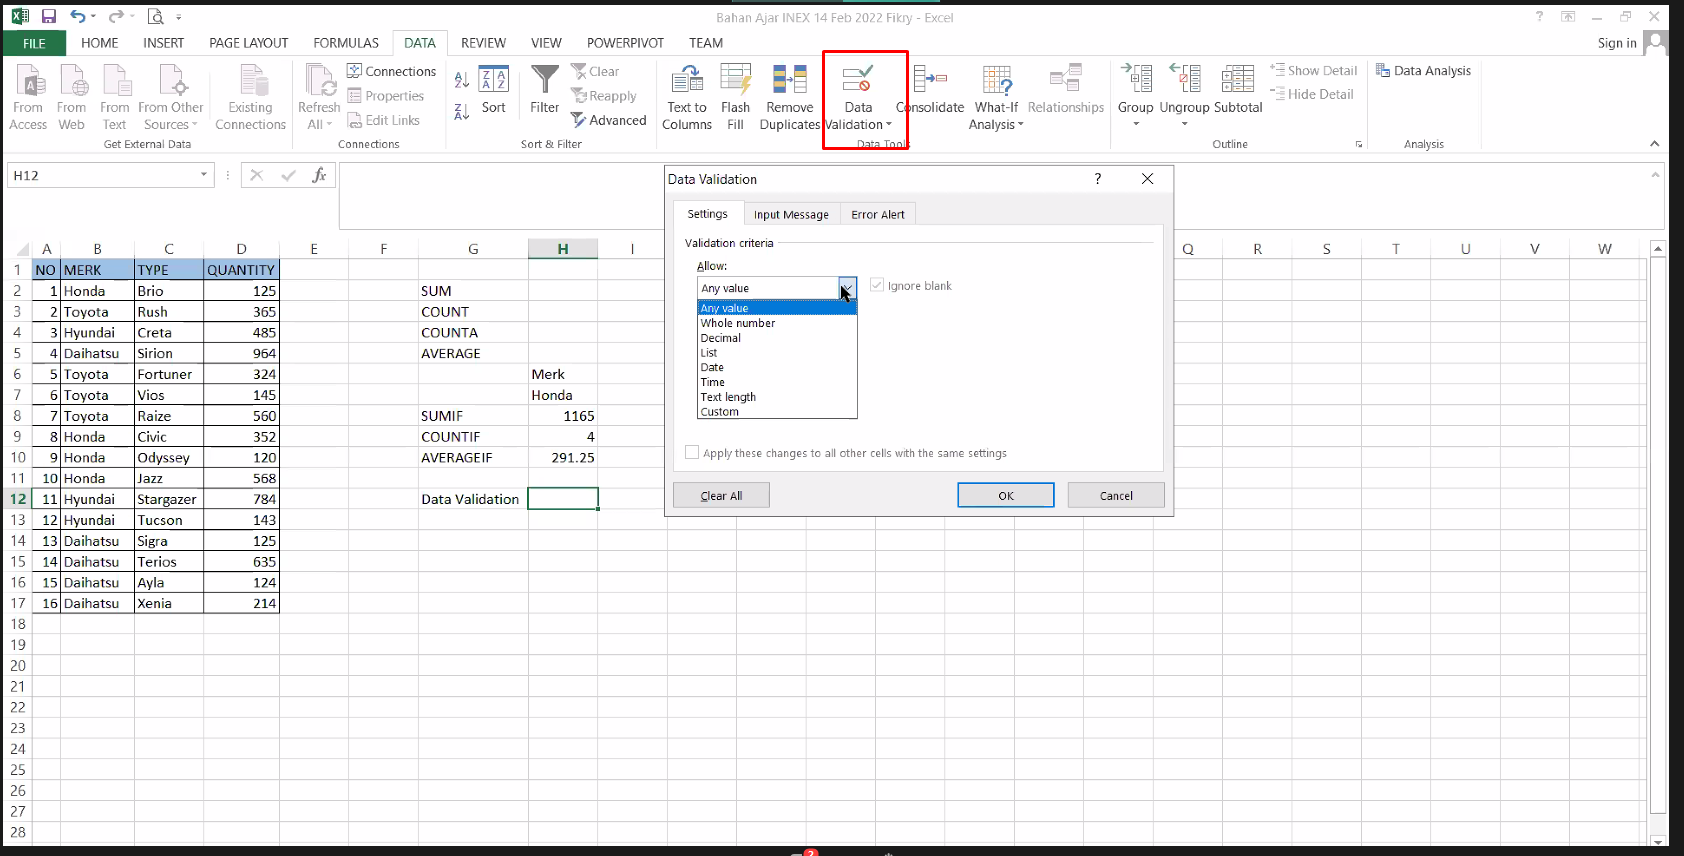 Bahan Ajar INEX 14 Feb 2022 Fikry - Excel ?
FILE HOME INSERT PAGE LAYOUT FORMULAS DATA REVIEW VIEW POWERPIVOT TEAM Sign in
From Access
From Web
From Text
From Other Sources
Existing Connections
Get External Data
Refresh All
Connections
Properties
Edit Links
Connections
Sort
Filter
Clear
Reapply
Advanced
Sort & Filter
Text to Columns
Flash Fill
Remove Duplicates
Data Validation
Consolidate
What-If Analysis
Relationships
Data Tools
Group
Ungroup
Subtotal
Show Detail
Hide Detail
Outline
Data Analysis
Analysis
H12 fx
A B C D E F G H I Q R S T U V W
1 NO MERK TYPE QUANTITY
2 1 Honda Brio 125 SUM
3 2 Toyota Rush 365 COUNT
4 3 Hyundai Creta 485 COUNTA
5 4 Daihatsu Sirion 964 AVERAGE
6 5 Toyota Fortuner 324 Merk
7 6 Toyota Vios 145 Honda
8 7 Toyota Raize 560 SUMIF 1165
9 8 Honda Civic 352 COUNTIF 4
10 9 Honda Odyssey 120 AVERAGEIF 291.25
11 10 Honda Jazz 568
12 11 Hyundai Stargazer 784 Data Validation
13 12 Hyundai Tucson 143
14 13 Daihatsu Sigra 125
15 14 Daihatsu Terios 635
16 15 Daihatsu Ayla 124
17 16 Daihatsu Xenia 214
18
19
20
21
22
23
24
25
26
27
28
Data Validation ?
Settings Input Message Error Alert
Validation criteria
Allow:
Any value Ignore blank
Any value
Whole number
Decimal
List
Date
Time
Text length
Custom
Apply these changes to all other cells with the same settings
Clear All OK Cancel
2